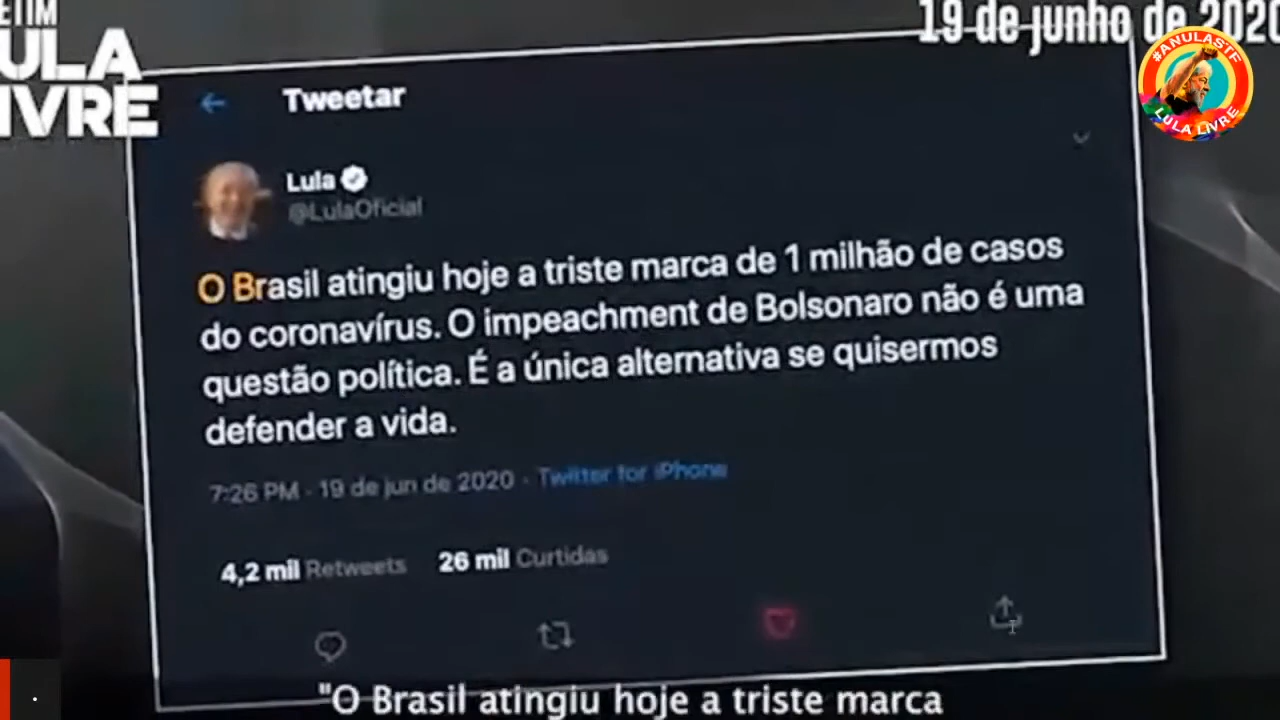 19 de junho de 2020
#ANULASTF
LULA LIVRE
Tweetar
Lula
@LulaOficial
O Brasil atingiu hoje a triste marca de 1 milhão de casos
do coronavírus. O impeachment de Bolsonaro não é uma
questão política. É a única alternativa se quisermos
defender a vida.
7:26 PM · 19 de jun de 2020 · Twitter for iPhone
4,2 mil Retweets 26 mil Curtidas
"O Brasil atingiu hoje a triste marca